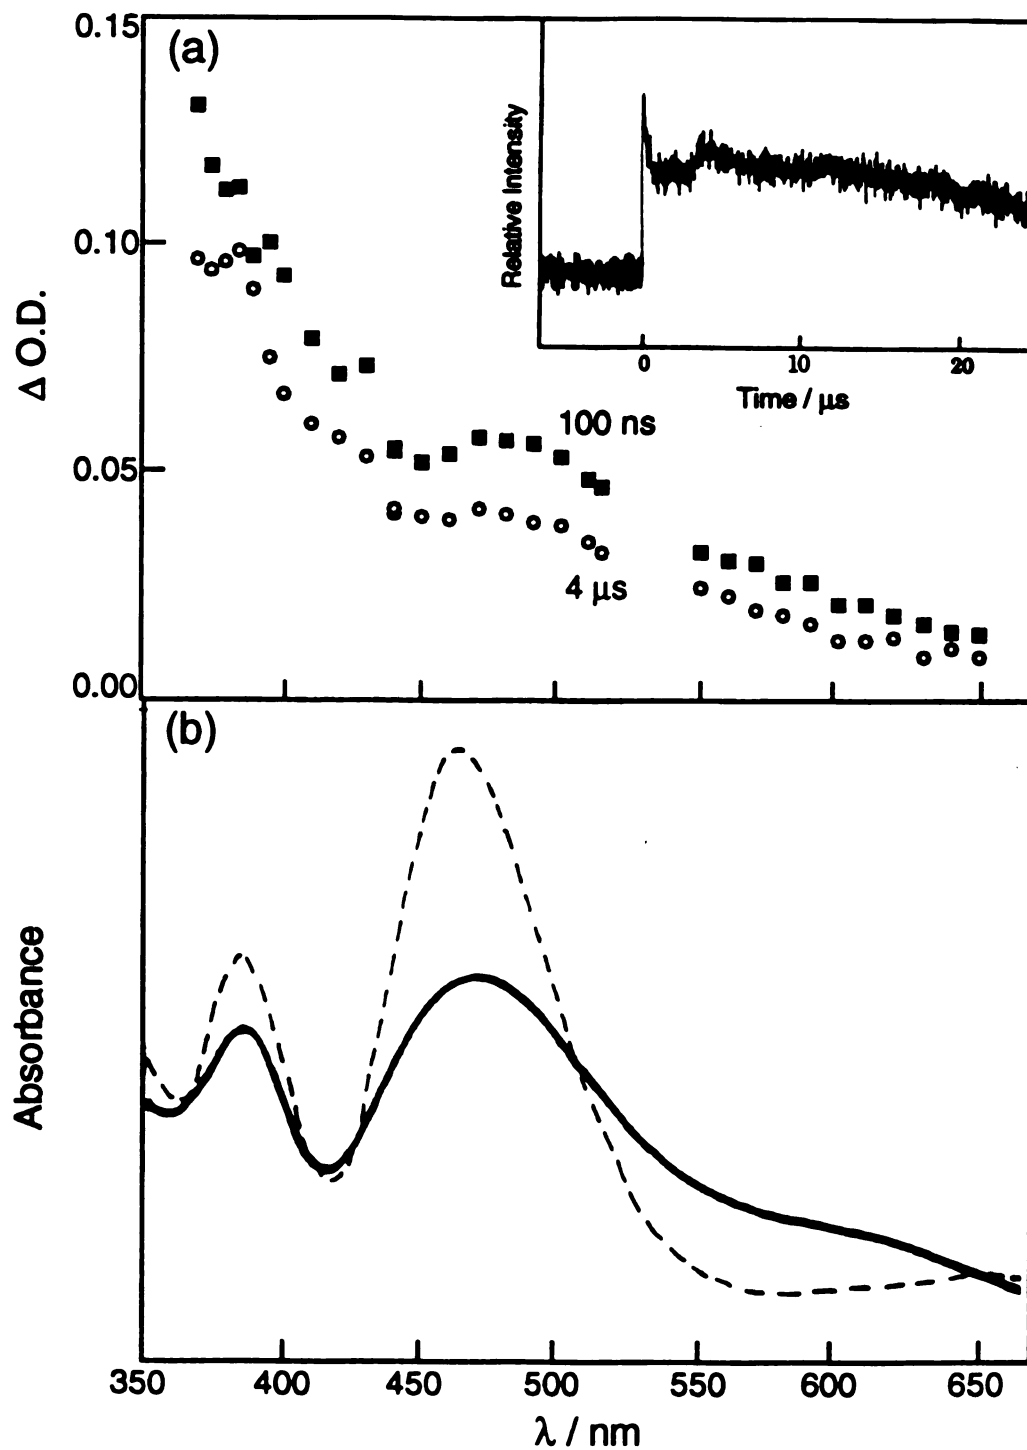 (a)
0.15
0.10
0.05
0.00
Δ O.D.
100 ns
4 μs
Relative Intensity
0 10 20
Time / μs
(b)
Absorbance
350 400 450 500 550 600 650
λ / nm